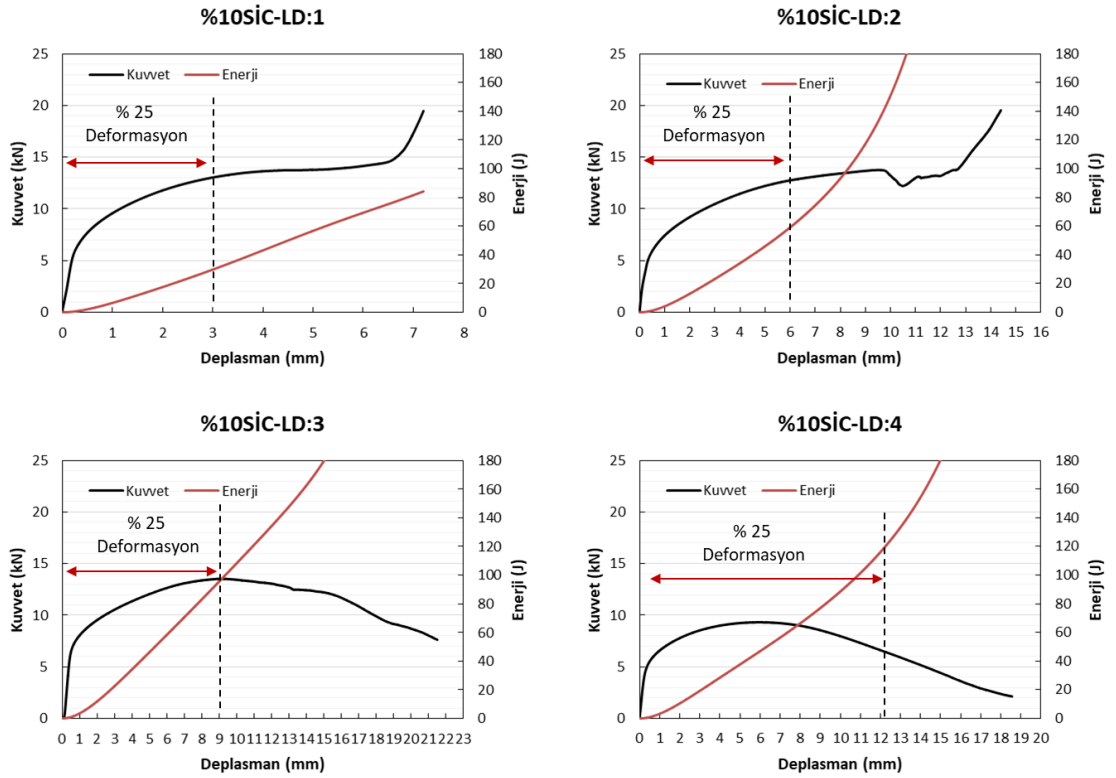 %10SİC-LD:1
25
20
15
10
5
0
Kuvvet (kN)
Kuvvet
Enerji
% 25
Deformasyon
180
160
140
120
100
80
60
40
20
0
Enerji (J)
0 1 2 3 4 5 6 7 8
Deplasman (mm)
%10SİC-LD:2
25
20
15
10
5
0
Kuvvet (kN)
Kuvvet
Enerji
% 25
Deformasyon
180
160
140
120
100
80
60
40
20
0
Enerji (J)
0 1 2 3 4 5 6 7 8 9 10 11 12 13 14 15 16
Deplasman (mm)
%10SİC-LD:3
25
20
15
10
5
0
Kuvvet (kN)
Kuvvet
Enerji
% 25
Deformasyon
180
160
140
120
100
80
60
40
20
0
Enerji (J)
0 1 2 3 4 5 6 7 8 9 10 11 12 13 14 15 16 17 18 19 20 21 22 23
Deplasman (mm)
%10SİC-LD:4
25
20
15
10
5
0
Kuvvet (kN)
Kuvvet
Enerji
% 25
Deformasyon
180
160
140
120
100
80
60
40
20
0
Enerji (J)
0 1 2 3 4 5 6 7 8 9 10 11 12 13 14 15 16 17 18 19 20
Deplasman (mm)